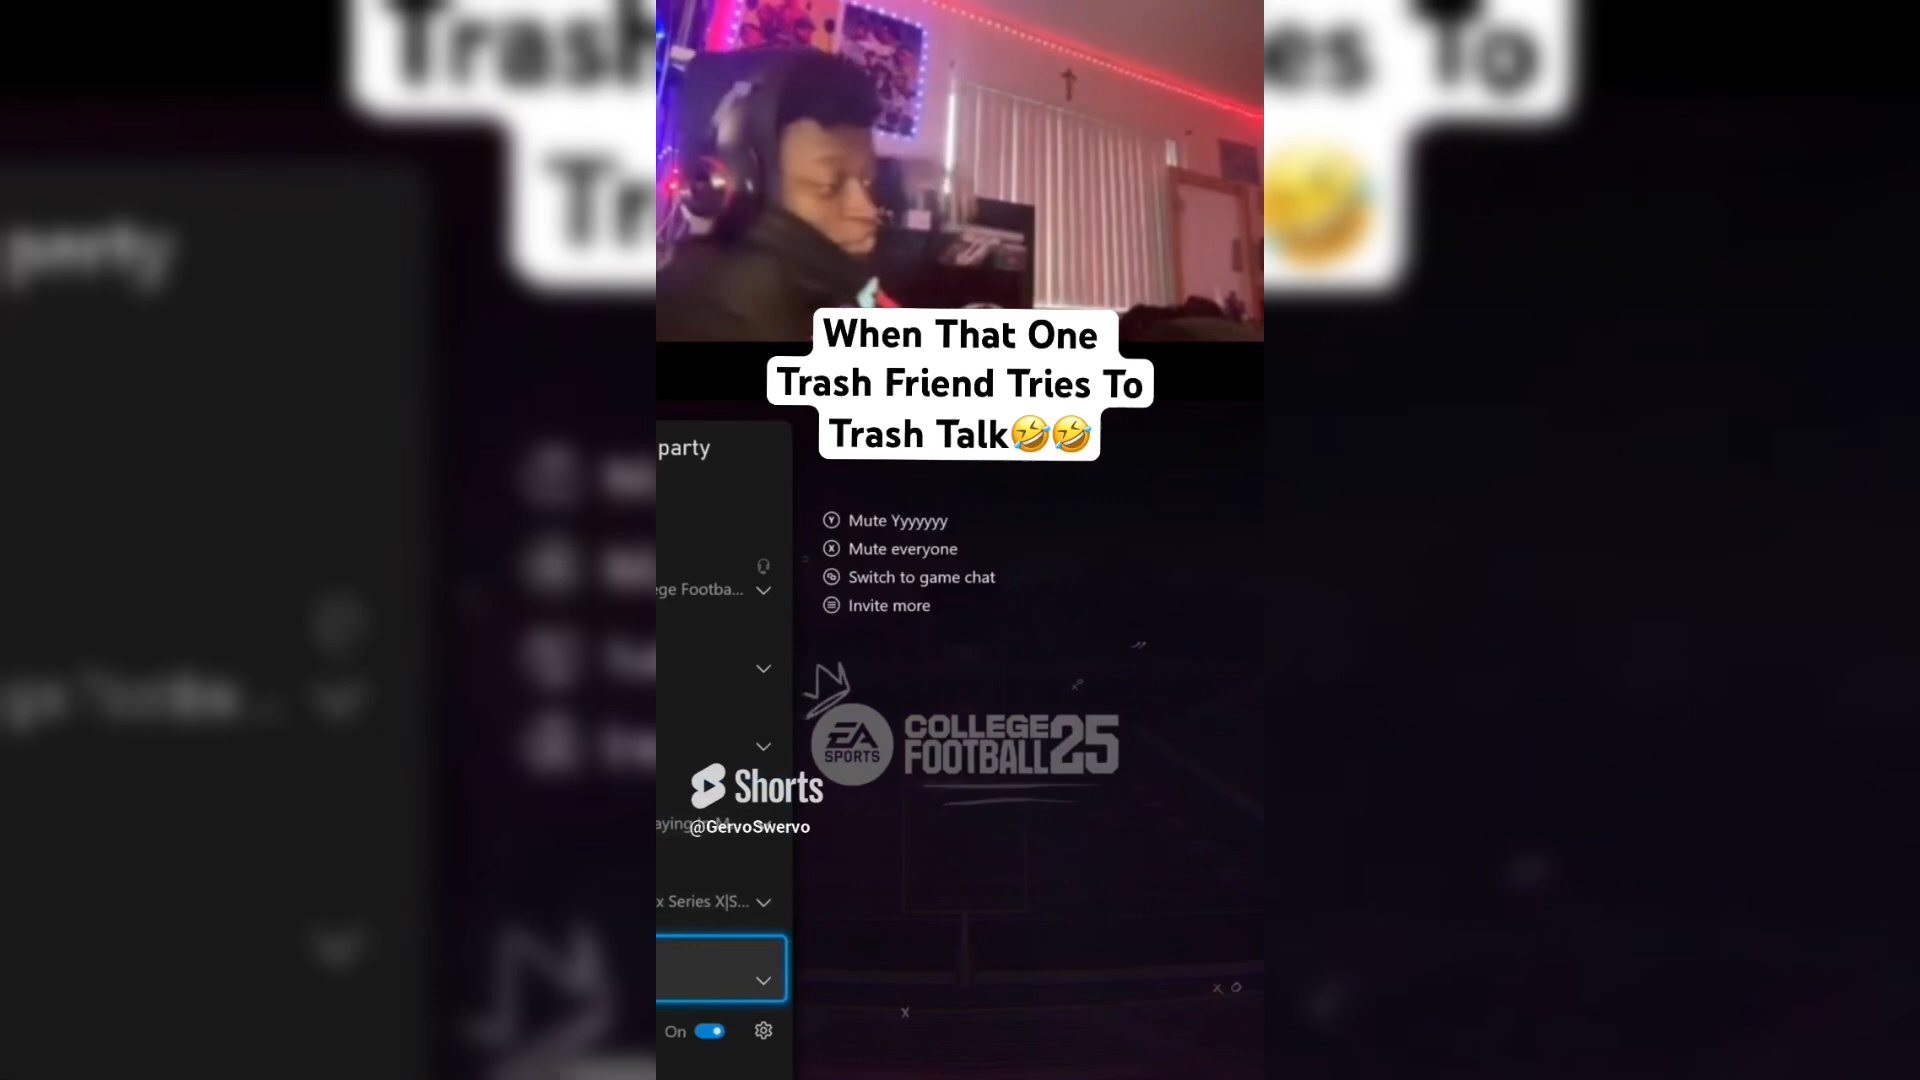 When That One
Trash Friend Tries To
Trash Talk🤣🤣
party
Mute Yyyyyyy
Mute everyone
ge Footba...
Switch to game chat
Invite more
EA
SPORTS
COLLEGE
FOOTBALL 25
Shorts
aying
@GervoSwervo
x Series X|S...
On